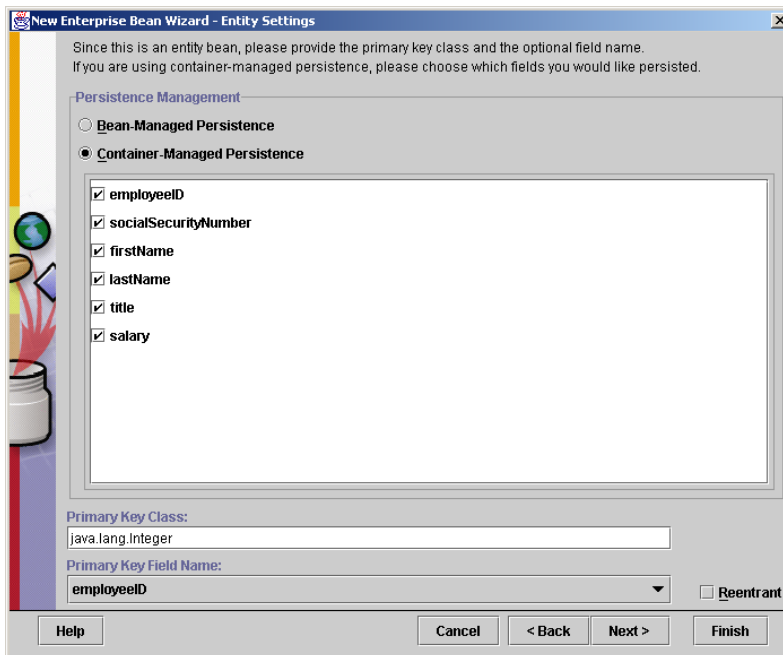 New Enterprise Bean Wizard - Entity Settings
Since this is an entity bean, please provide the primary key class and the optional field name.
If you are using container-managed persistence, please choose which fields you would like persisted.
Persistence Management
Bean-Managed Persistence
Container-Managed Persistence
employeeID
socialSecurityNumber
firstName
lastName
title
salary
Primary Key Class:
java.lang.Integer
Primary Key Field Name:
employeeID
Reentrant
Help Cancel < Back Next > Finish